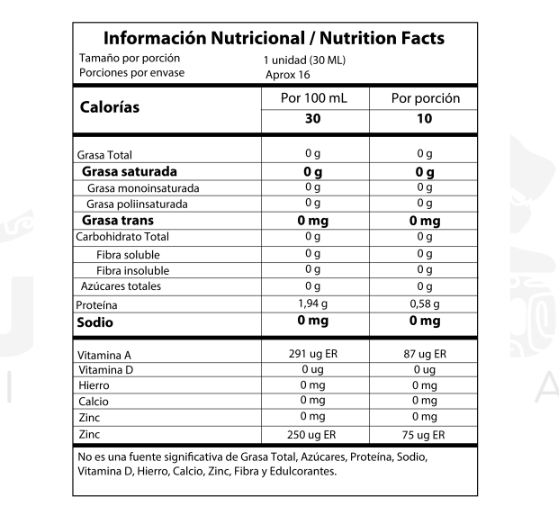 Información Nutricional / Nutrition Facts
Tamaño por porción 1 unidad (30 ML)
Porciones por envase Aprox 16
Calorías Por 100 mL Por porción
30 10
Grasa Total 0 g 0 g
Grasa saturada 0 g 0 g
Grasa monoinsaturada 0 g 0 g
Grasa poliinsaturada 0 g 0 g
Grasa trans 0 mg 0 mg
Carbohidrato Total 0 g 0 g
Fibra soluble 0 g 0 g
Fibra insoluble 0 g 0 g
Azúcares totales 0 g 0 g
Proteína 1,94 g 0,58 g
Sodio 0 mg 0 mg
Vitamina A 291 ug ER 87 ug ER
Vitamina D 0 ug 0 ug
Hierro 0 mg 0 mg
Calcio 0 mg 0 mg
Zinc 0 mg 0 mg
Zinc 250 ug ER 75 ug ER
No es una fuente significativa de Grasa Total, Azúcares, Proteína, Sodio,
Vitamina D, Hierro, Calcio, Zinc, Fibra y Edulcorantes.